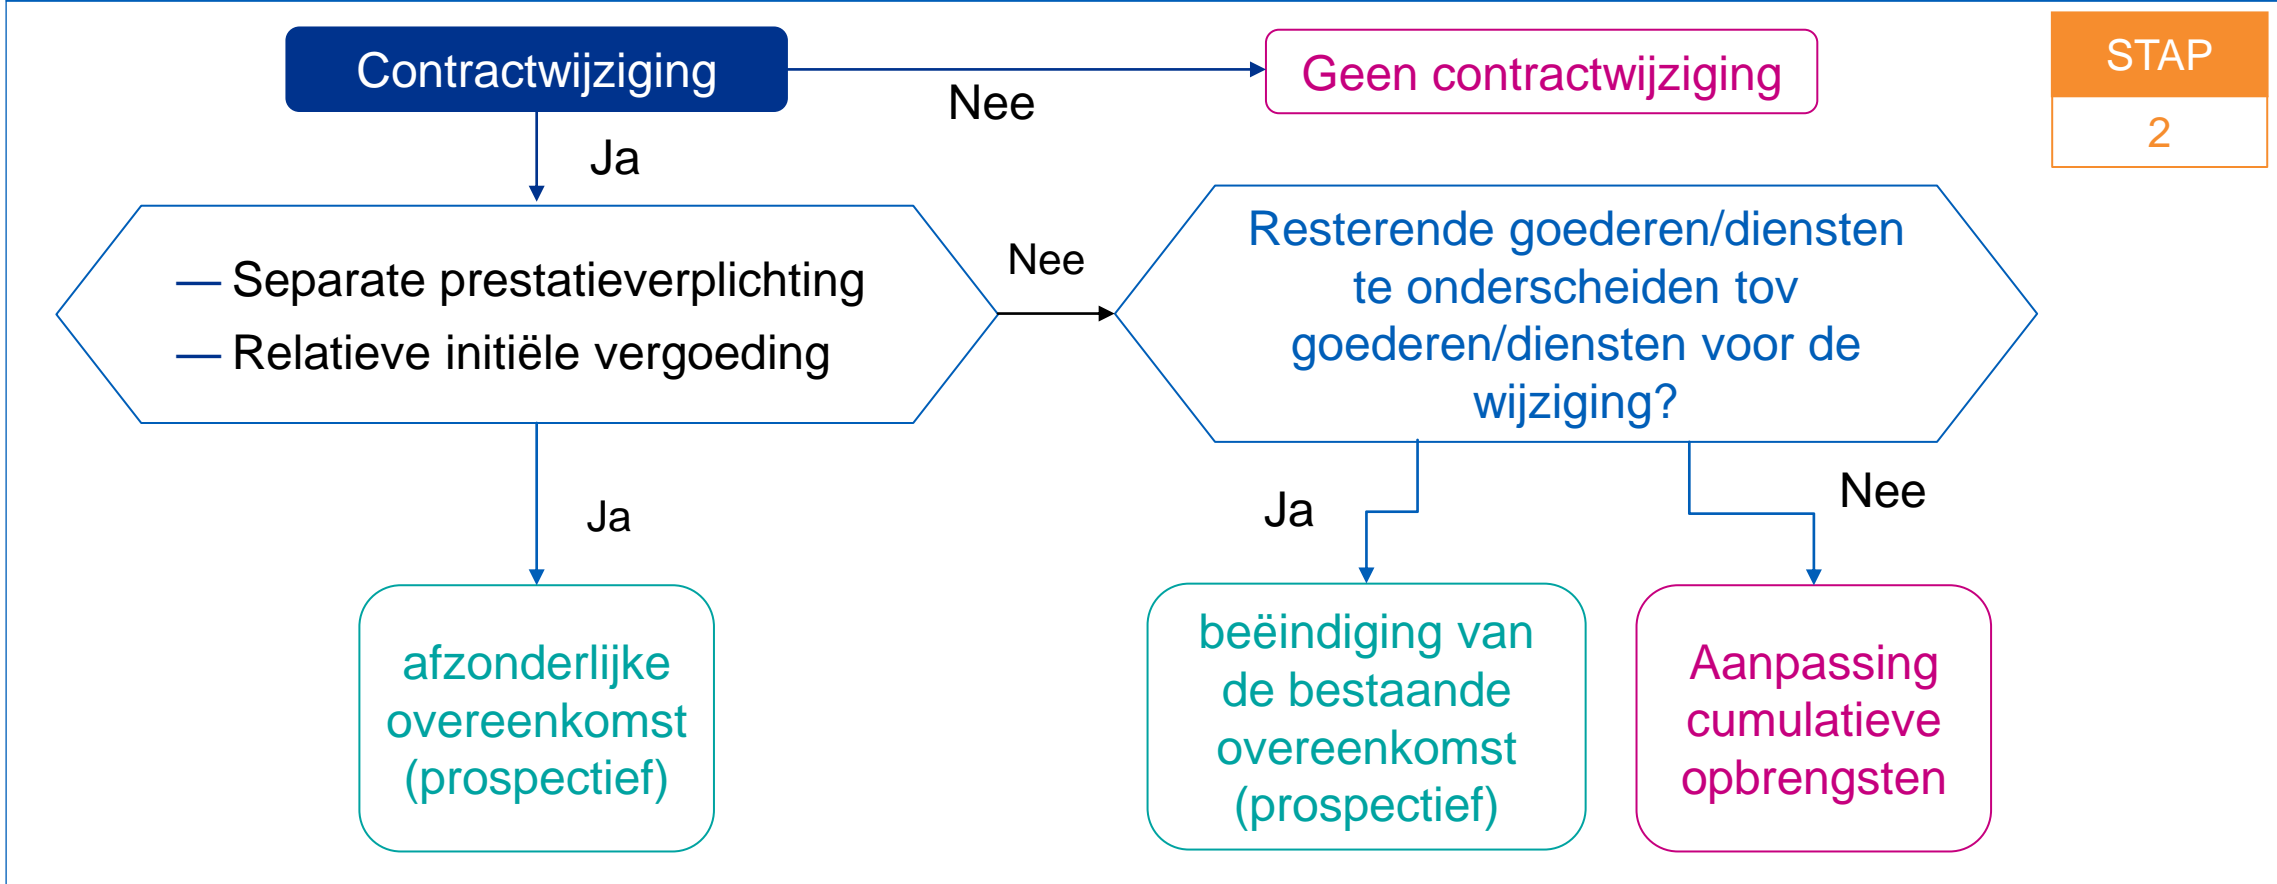 Contractwijziging
Nee
Geen contractwijziging
STAP
2
Ja
— Separate prestatieverplichting
— Relatieve initiële vergoeding
Nee
Resterende goederen/diensten
te onderscheiden tov
goederen/diensten voor de
wijziging?
Ja
Ja
Nee
afzonderlijke
overeenkomst
(prospectief)
beëindiging van
de bestaande
overeenkomst
(prospectief)
Aanpassing
cumulatieve
opbrengsten